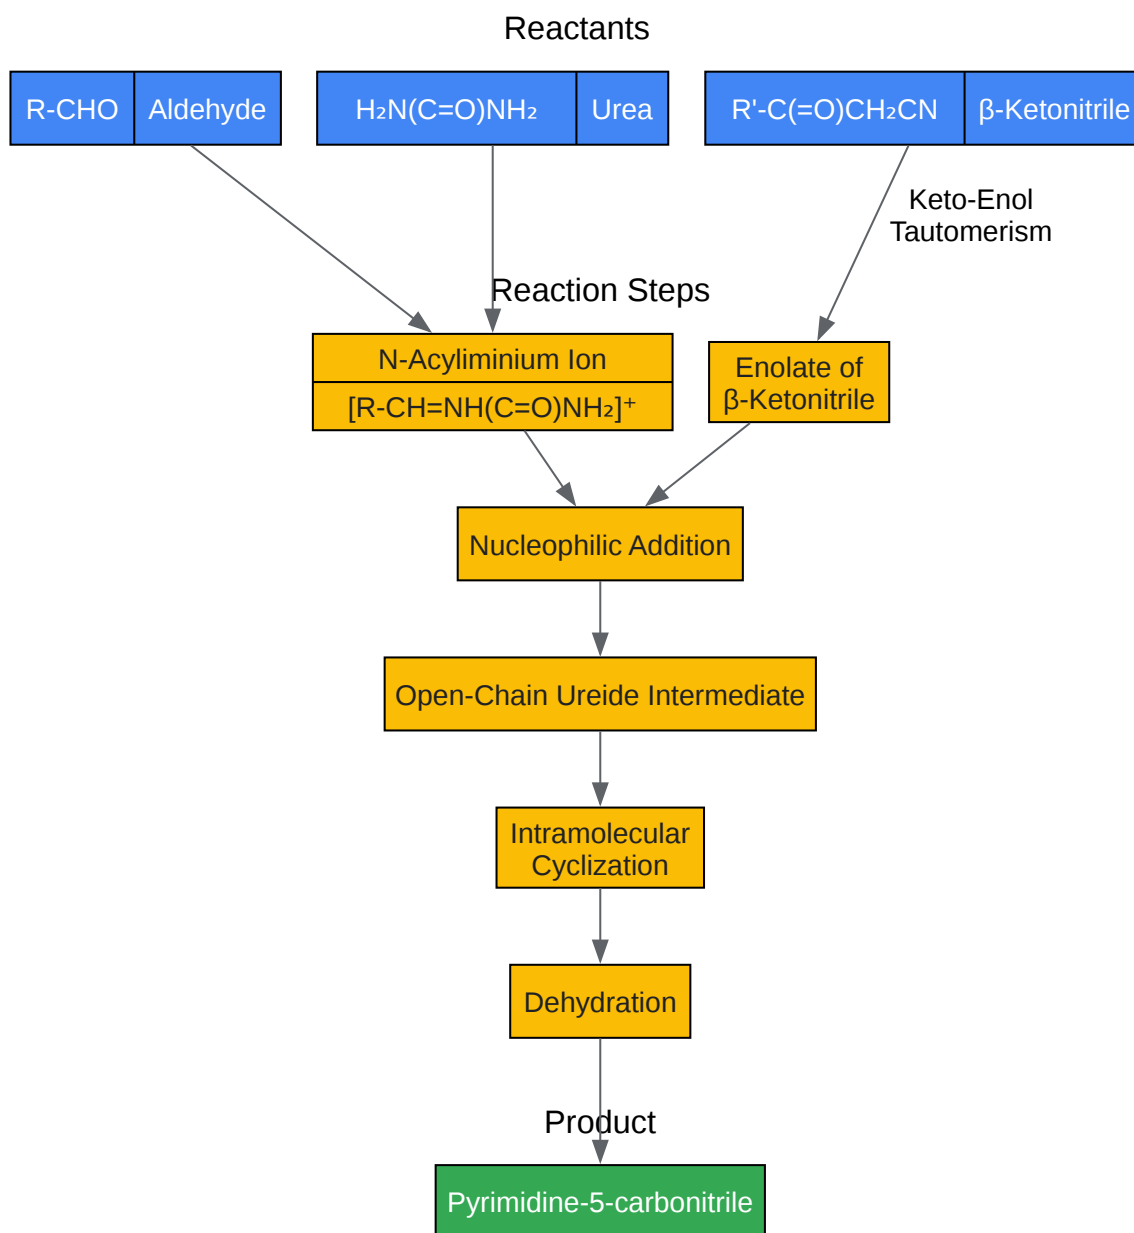 Reactants
R-CHO Aldehyde
H₂N(C=O)NH₂ Urea
R'-C(=O)CH₂CN β-Ketonitrile
Keto-Enol
Tautomerism
Reaction Steps
N-Acyliminium Ion
[R-CH=NH(C=O)NH₂]⁺
Enolate of
β-Ketonitrile
Nucleophilic Addition
Open-Chain Ureide Intermediate
Intramolecular
Cyclization
Dehydration
Product
Pyrimidine-5-carbonitrile